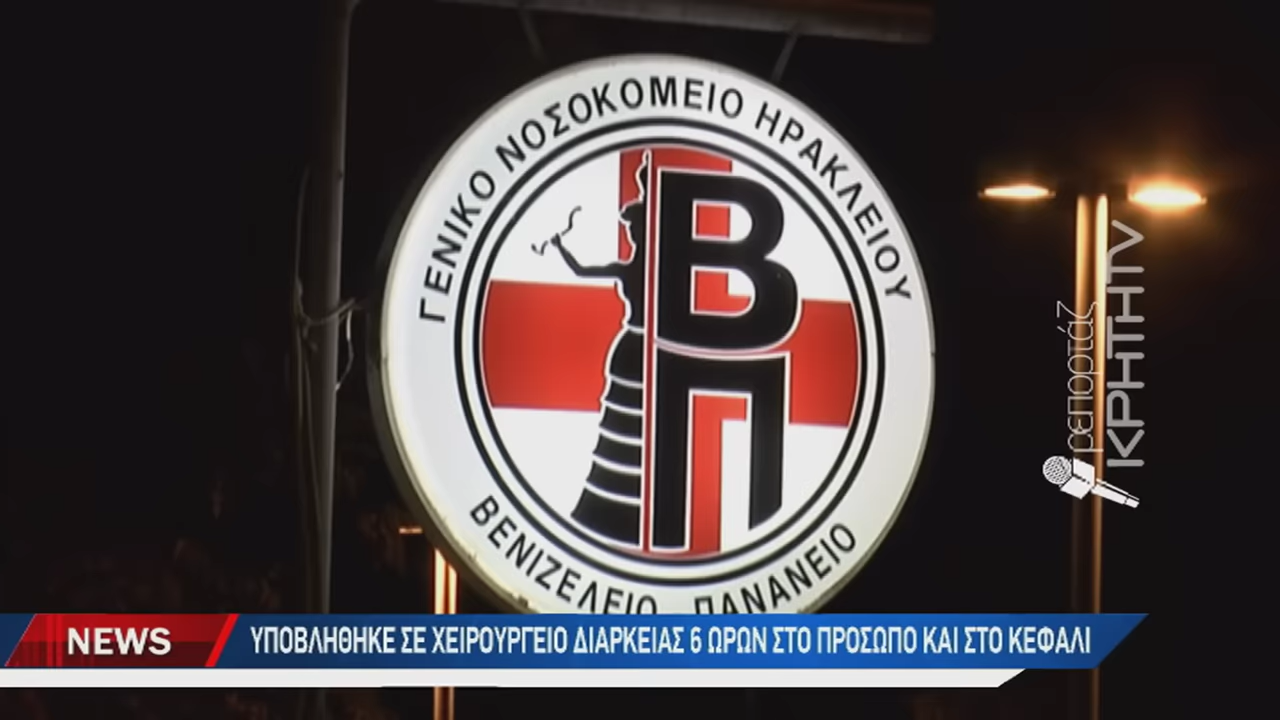 ΓΕΝΙΚΟ ΝΟΣΟΚΟΜΕΙΟ ΗΡΑΚΛΕΙΟΥ
ΒΠ
ΒΕΝΙΖΕΛΕΙΟ - ΠΑΝΑΝΕΙΟ
ρεπορτάζ
ΚΡΗΤΗTV
NEWS
ΥΠΟΒΛΗΘΗΚΕ ΣΕ ΧΕΙΡΟΥΡΓΕΙΟ ΔΙΑΡΚΕΙΑΣ 6 ΩΡΩΝ ΣΤΟ ΠΡΟΣΩΠΟ ΚΑΙ ΣΤΟ ΚΕΦΑΛΙ